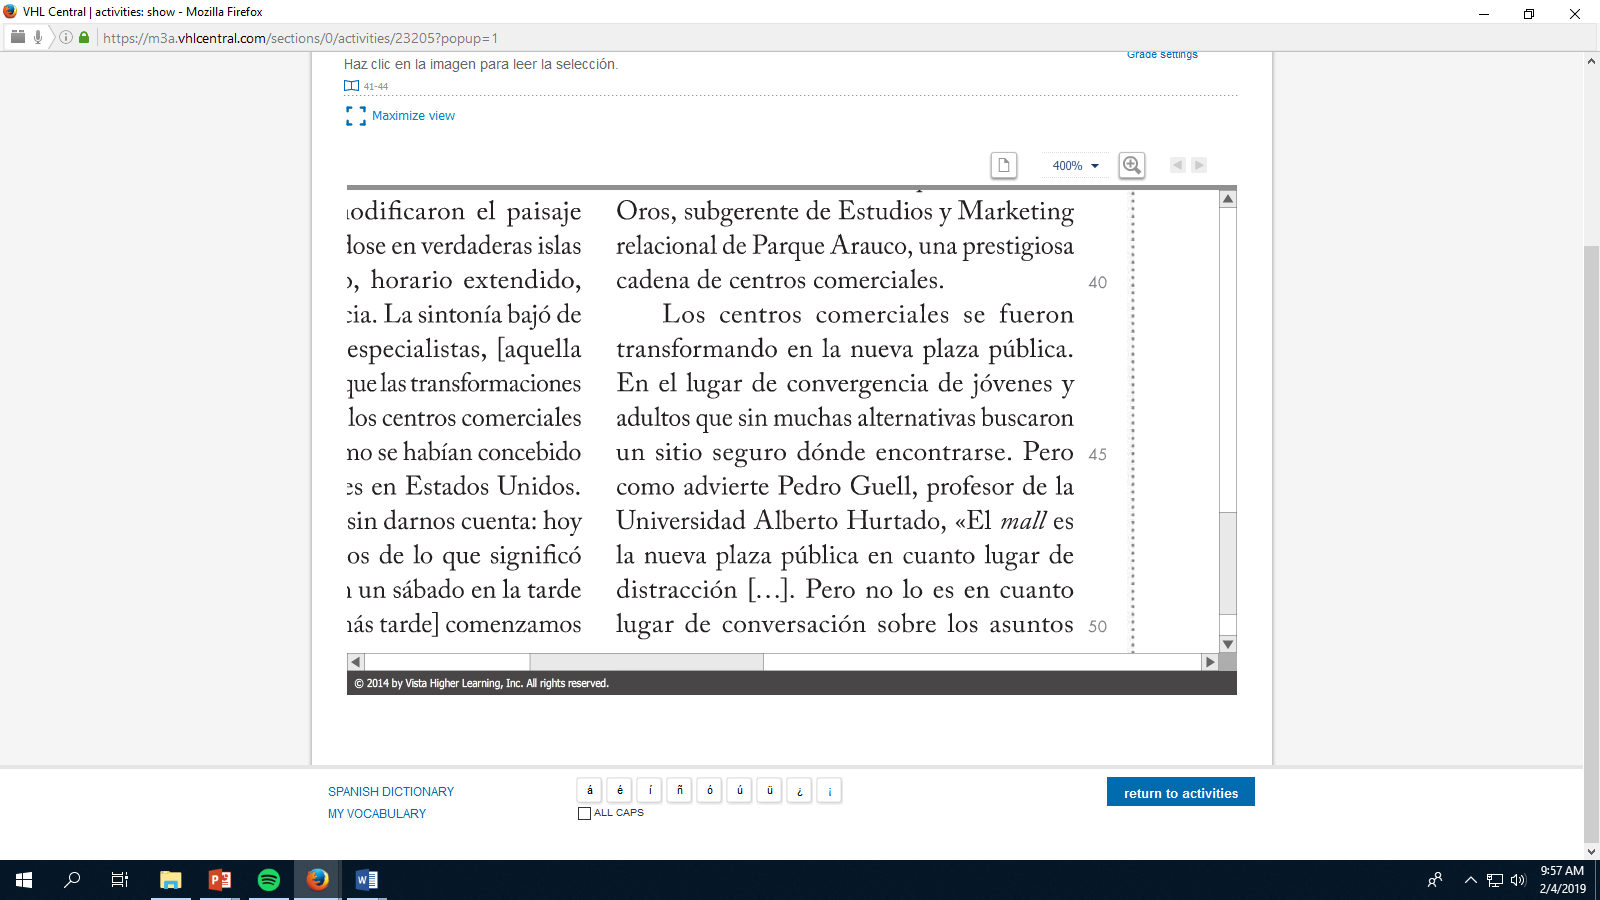 VHL Central | activities: show - Mozilla Firefox
https://m3a.vhlcentral.com/sections/0/activities/23205?popup=1
Grade settings
Haz clic en la imagen para leer la selección.
41-44
Maximize view
400%
odificaron el paisaje
dose en verdaderas islas
o, horario extendido,
cia. La sintonía bajó de
especialistas, [aquella
que las transformaciones
los centros comerciales
no se habían concebido
es en Estados Unidos.
sin darnos cuenta: hoy
os de lo que significó
un sábado en la tarde
más tarde] comenzamos
Oros, subgerente de Estudios y Marketing
relacional de Parque Arauco, una prestigiosa
cadena de centros comerciales. 40
Los centros comerciales se fueron
transformando en la nueva plaza pública.
En el lugar de convergencia de jóvenes y
adultos que sin muchas alternativas buscaron
un sitio seguro dónde encontrarse. Pero 45
como advierte Pedro Guell, profesor de la
Universidad Alberto Hurtado, «El mall es
la nueva plaza pública en cuanto lugar de
distracción [...]. Pero no lo es en cuanto
lugar de conversación sobre los asuntos 50
© 2014 by Vista Higher Learning, Inc. All rights reserved.
SPANISH DICTIONARY
MY VOCABULARY
á é í ñ ó ú ü ¿ ¡
ALL CAPS
return to activities
9:57 AM
2/4/2019